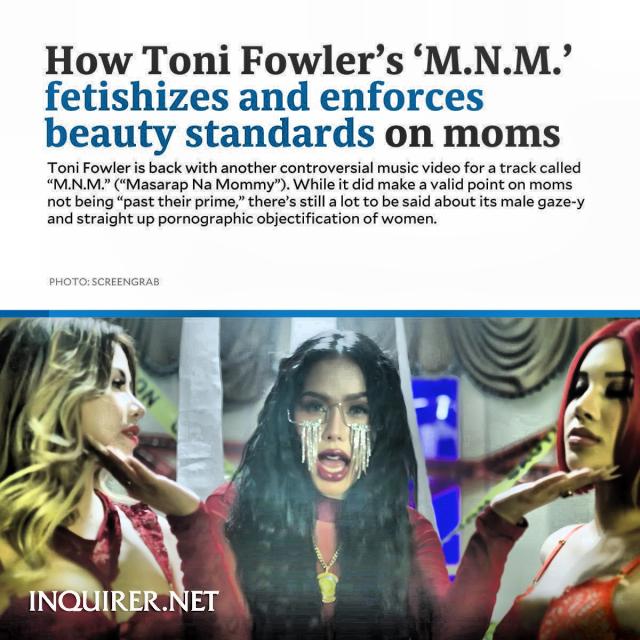 How Toni Fowler’s ‘M.N.M.’
fetishizes and enforces
beauty standards on moms
Toni Fowler is back with another controversial music video for a track called
“M.N.M.” (“Masarap Na Mommy”). While it did make a valid point on moms
not being “past their prime,” there’s still a lot to be said about its male gaze-y
and straight up pornographic objectification of women.
PHOTO: SCREENGRAB
INQUIRER.NET